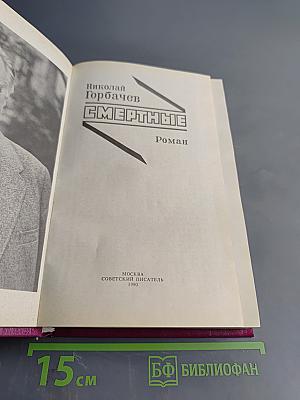 Николай
Горбачев
СМЕРТНЫЕ
Роман
МОСКВА
СОВЕТСКИЙ ПИСАТЕЛЬ
15 см
БФ БИБЛИОФАН